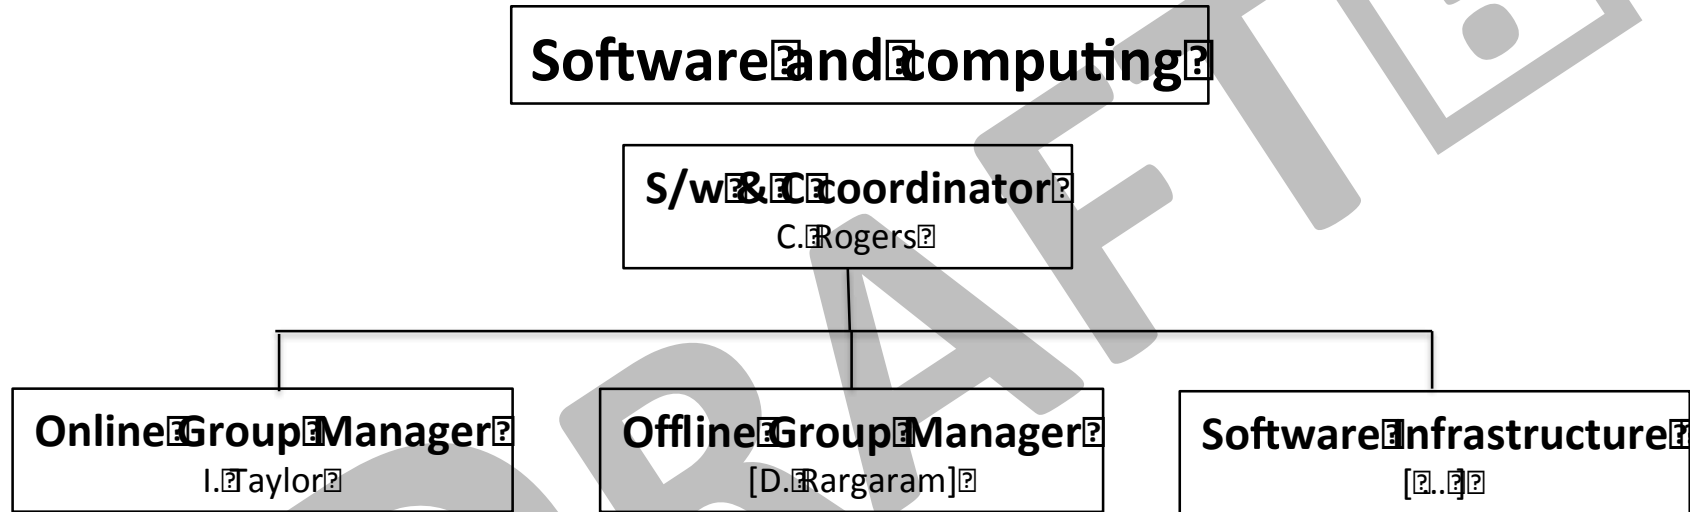 Software and computing
S/w & C coordinator
C. Rogers
Online Group Manager
I. Taylor
Offline Group Manager
[D. Rargaram]
Software Infrastructure
[...]
DRAFT